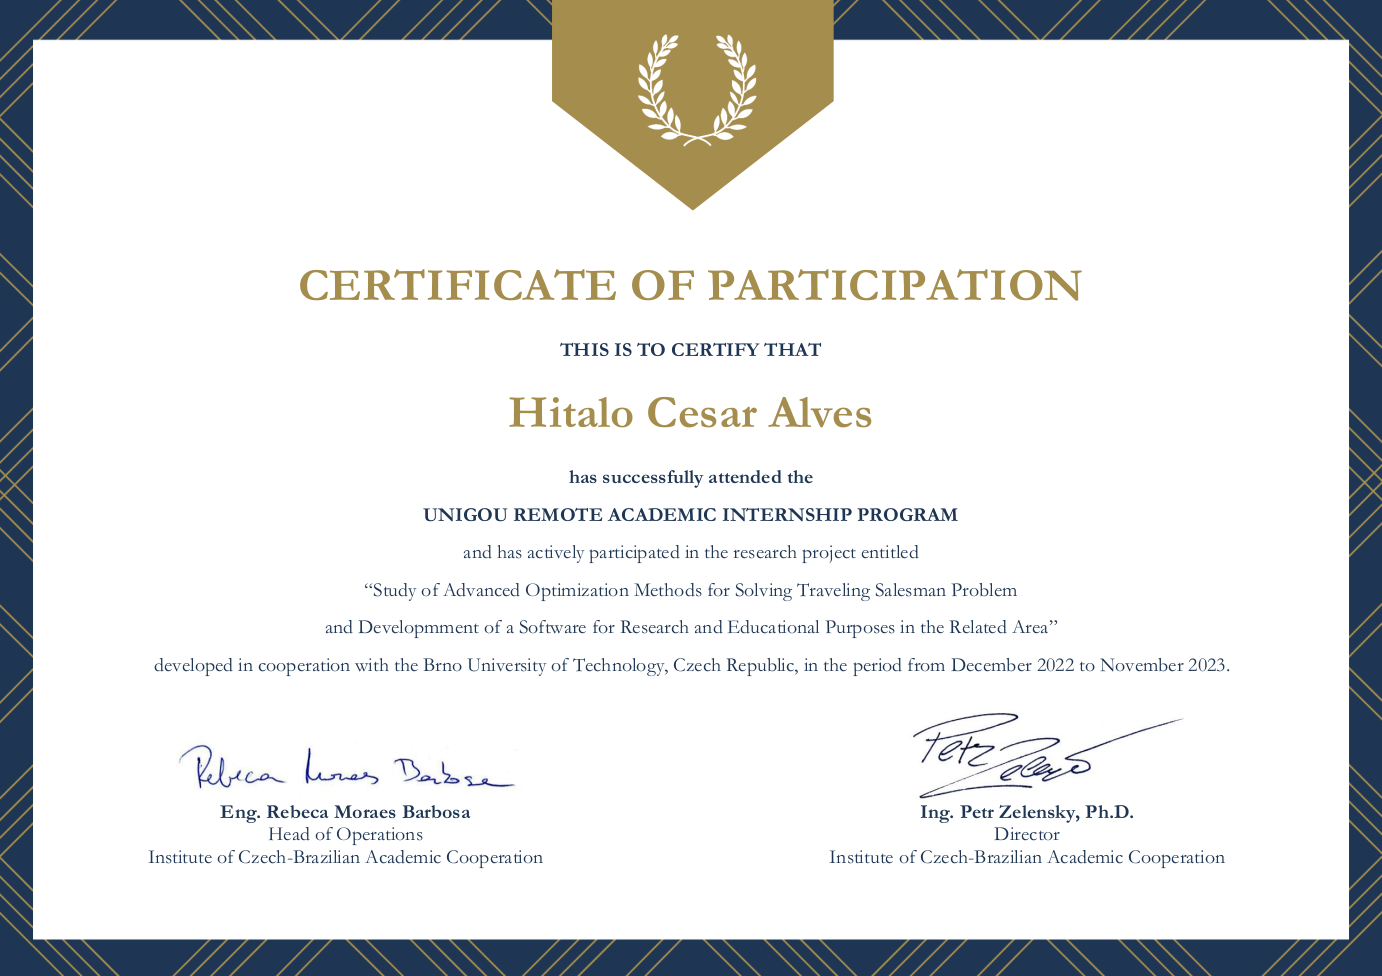 CERTIFICATE OF PARTICIPATION
THIS IS TO CERTIFY THAT
Hitalo Cesar Alves
has successfully attended the
UNIGOU REMOTE ACADEMIC INTERNSHIP PROGRAM
and has actively participated in the research project entitled
“Study of Advanced Optimization Methods for Solving Traveling Salesman Problem
and Developmment of a Software for Research and Educational Purposes in the Related Area”
developed in cooperation with the Brno University of Technology, Czech Republic, in the period from December 2022 to November 2023.
Rebeca Moraes Barbosa
Eng. Rebeca Moraes Barbosa
Head of Operations
Institute of Czech-Brazilian Academic Cooperation
Petr Zelensky
Ing. Petr Zelensky, Ph.D.
Director
Institute of Czech-Brazilian Academic Cooperation